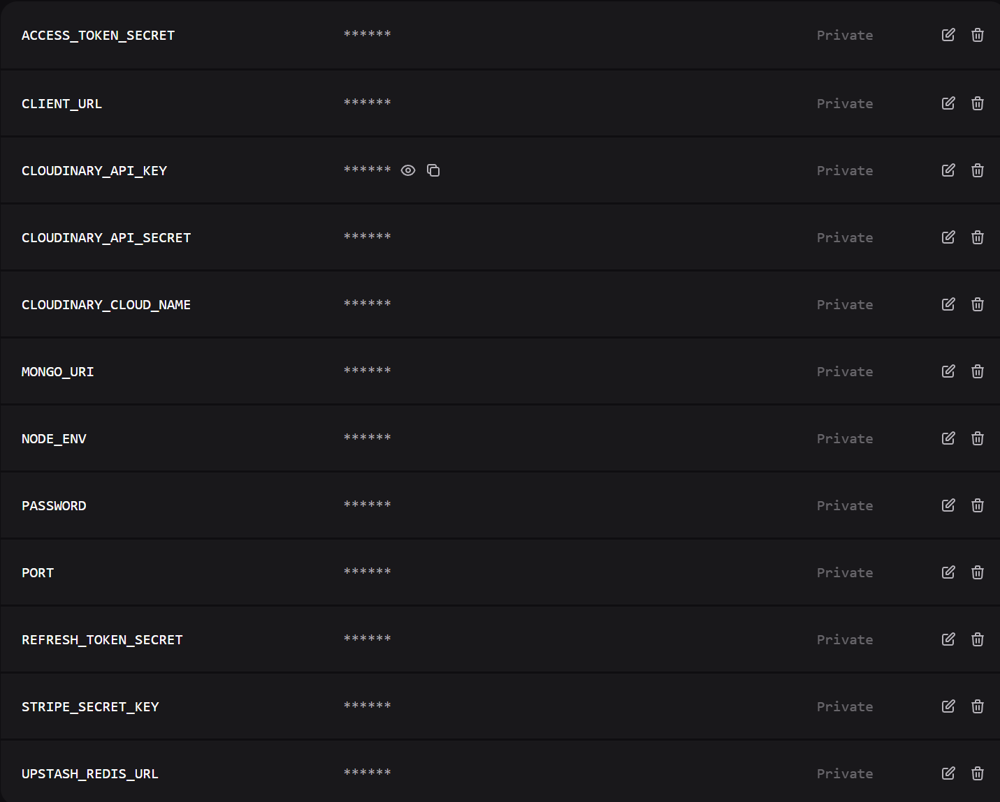 ACCESS_TOKEN_SECRET ****** Private
CLIENT_URL ****** Private
CLOUDINARY_API_KEY ****** Private
CLOUDINARY_API_SECRET ****** Private
CLOUDINARY_CLOUD_NAME ****** Private
MONGO_URI ****** Private
NODE_ENV ****** Private
PASSWORD ****** Private
PORT ****** Private
REFRESH_TOKEN_SECRET ****** Private
STRIPE_SECRET_KEY ****** Private
UPSTASH_REDIS_URL ****** Private